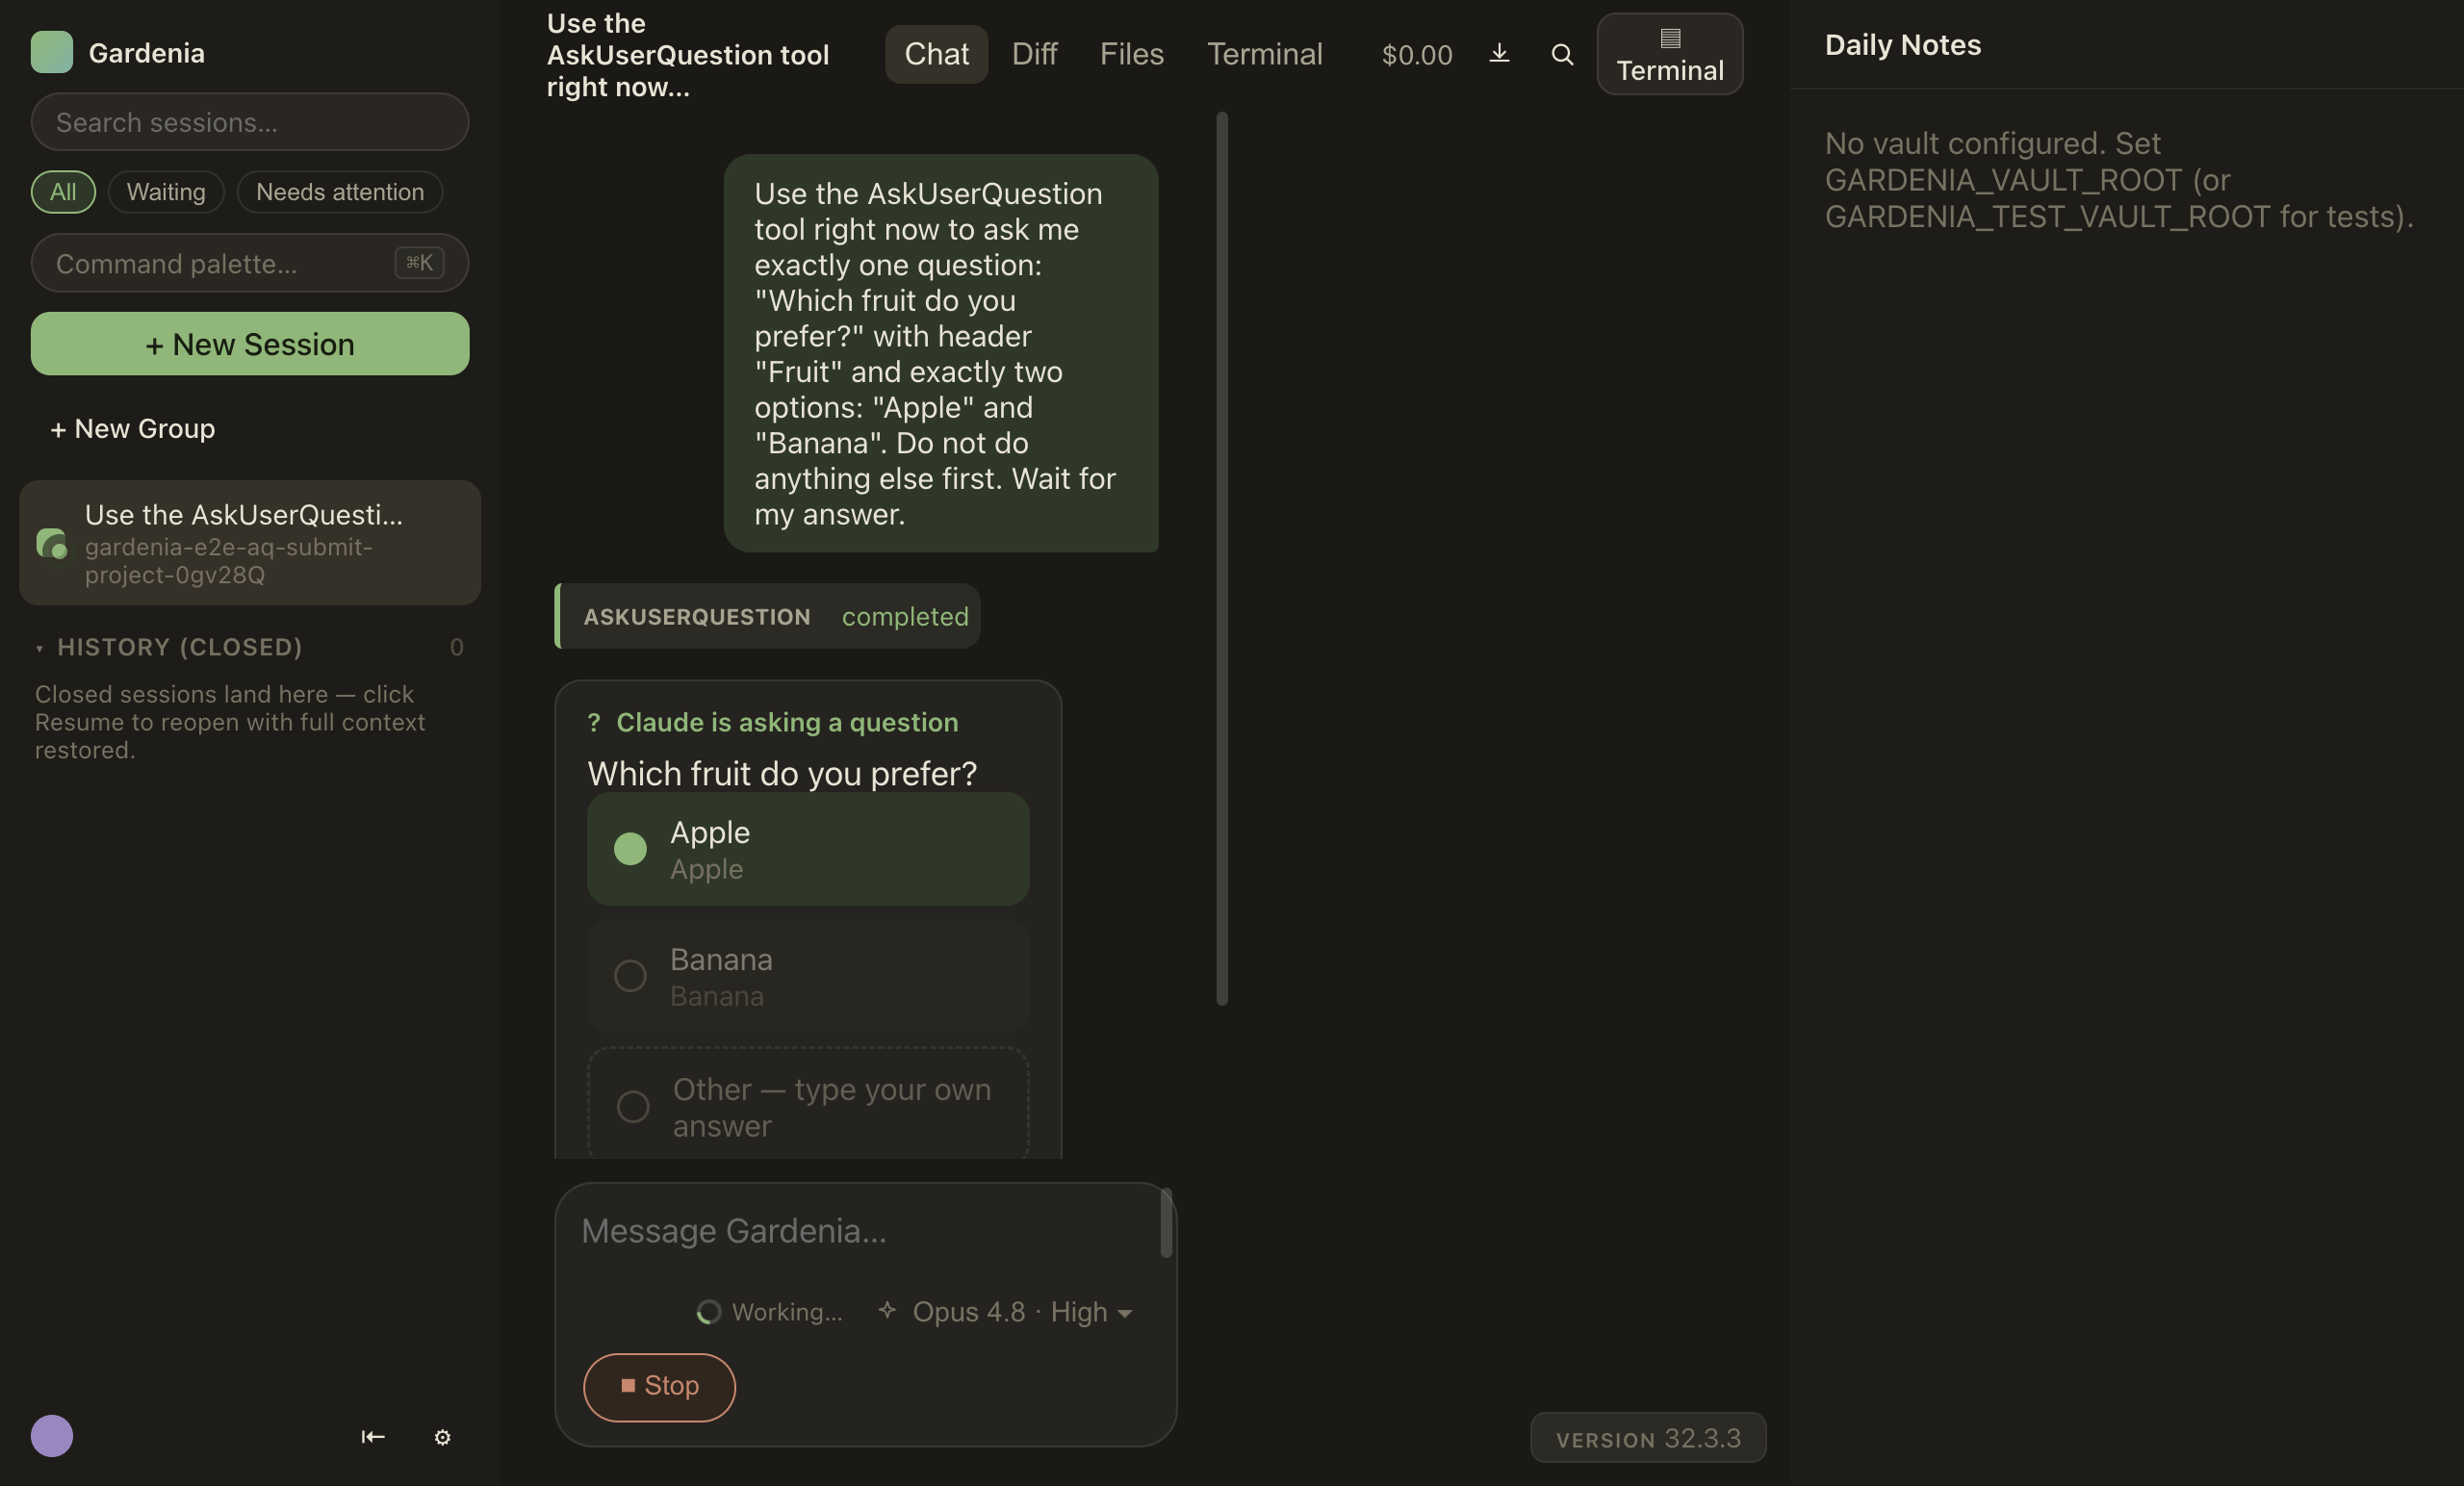 Gardenia
Search sessions...
All
Waiting
Needs attention
Command palette...
⌘K
+ New Session
+ New Group
Use the AskUserQuesti...
gardenia-e2e-aq-submit-
project-0gv28Q
HISTORY (CLOSED)
0
Closed sessions land here — click
Resume to reopen with full context
restored.
Use the
AskUserQuestion tool
right now...
Chat
Diff
Files
Terminal
$0.00
Terminal
Use the AskUserQuestion
tool right now to ask me
exactly one question:
"Which fruit do you
prefer?" with header
"Fruit" and exactly two
options: "Apple" and
"Banana". Do not do
anything else first. Wait for
my answer.
ASKUSERQUESTION completed
? Claude is asking a question
Which fruit do you prefer?
Apple
Apple
Banana
Banana
Other — type your own
answer
Message Gardenia...
Working...
Opus 4.8 · High
Stop
VERSION 32.3.3
Daily Notes
No vault configured. Set
GARDENIA_VAULT_ROOT (or
GARDENIA_TEST_VAULT_ROOT for tests).